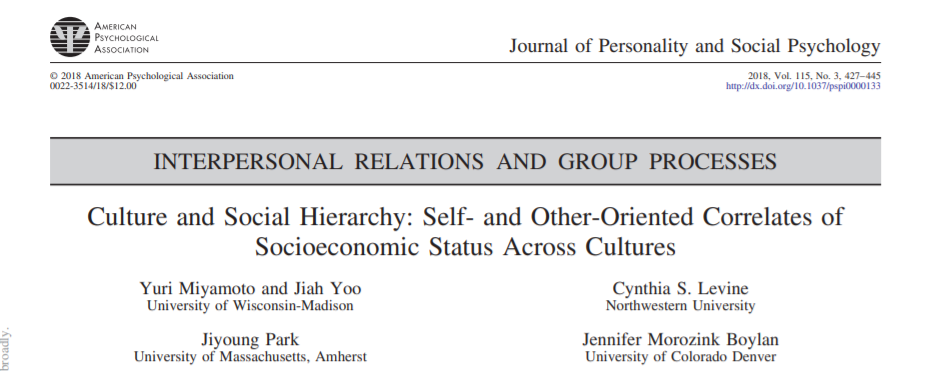 AMERICAN
PSYCHOLOGICAL
ASSOCIATION
Journal of Personality and Social Psychology
© 2018 American Psychological Association
0022-3514/18/$12.00
2018, Vol. 115, No. 3, 427–445
http://dx.doi.org/10.1037/pspi0000133
INTERPERSONAL RELATIONS AND GROUP PROCESSES
Culture and Social Hierarchy: Self- and Other-Oriented Correlates of
Socioeconomic Status Across Cultures
Yuri Miyamoto and Jiah Yoo
University of Wisconsin-Madison
Cynthia S. Levine
Northwestern University
Jiyoung Park
University of Massachusetts, Amherst
Jennifer Morozink Boylan
University of Colorado Denver
broadly.